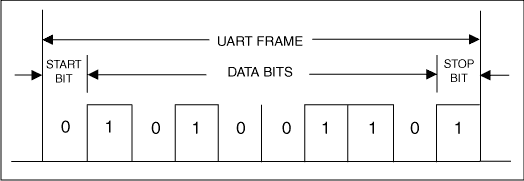 UART FRAME
START
BIT
DATA BITS
STOP
BIT
0 1 0 1 0 0 1 1 0 1